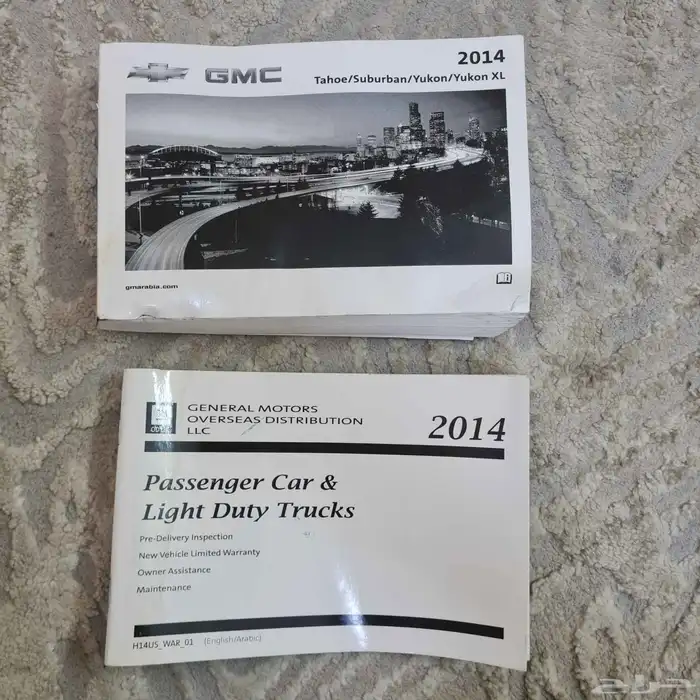 2014
GMC
Tahoe/Suburban/Yukon/Yukon XL
gmarabia.com
GENERAL MOTORS
OVERSEAS DISTRIBUTION
LLC
2014
Passenger Car &
Light Duty Trucks
Pre-Delivery Inspection
New Vehicle Limited Warranty
Owner Assistance
Maintenance
H14US_WAR_01 (English/Arabic)
حراج